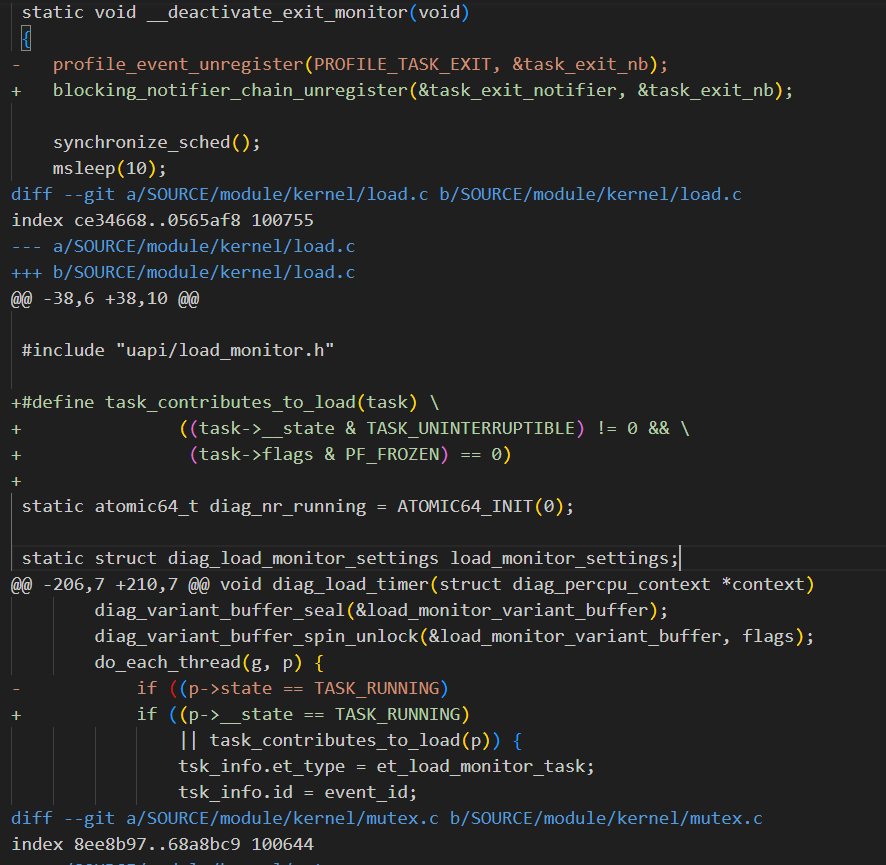 static void __deactivate_exit_monitor(void)
{
-   profile_event_unregister(PROFILE_TASK_EXIT, &task_exit_nb);
+   blocking_notifier_chain_unregister(&task_exit_notifier, &task_exit_nb);
    synchronize_sched();
    msleep(10);
diff --git a/SOURCE/module/kernel/load.c b/SOURCE/module/kernel/load.c
index ce34668..0565af8 100755
--- a/SOURCE/module/kernel/load.c
+++ b/SOURCE/module/kernel/load.c
@@ -38,6 +38,10 @@
 #include "uapi/load_monitor.h"
+#define task_contributes_to_load(task) \
+               ((task->__state & TASK_UNINTERRUPTIBLE) != 0 && \
+                (task->flags & PF_FROZEN) == 0)
+
 static atomic64_t diag_nr_running = ATOMIC64_INIT(0);
 static struct diag_load_monitor_settings load_monitor_settings;
@@ -206,7 +210,7 @@ void diag_load_timer(struct diag_percpu_context *context)
        diag_variant_buffer_seal(&load_monitor_variant_buffer);
        diag_variant_buffer_spin_unlock(&load_monitor_variant_buffer, flags);
        do_each_thread(g, p) {
-           if ((p->state == TASK_RUNNING)
+           if ((p->__state == TASK_RUNNING)
                || task_contributes_to_load(p)) {
                tsk_info.et_type = et_load_monitor_task;
                tsk_info.id = event_id;
diff --git a/SOURCE/module/kernel/mutex.c b/SOURCE/module/kernel/mutex.c
index 8ee8b97..68a8bc9 100644